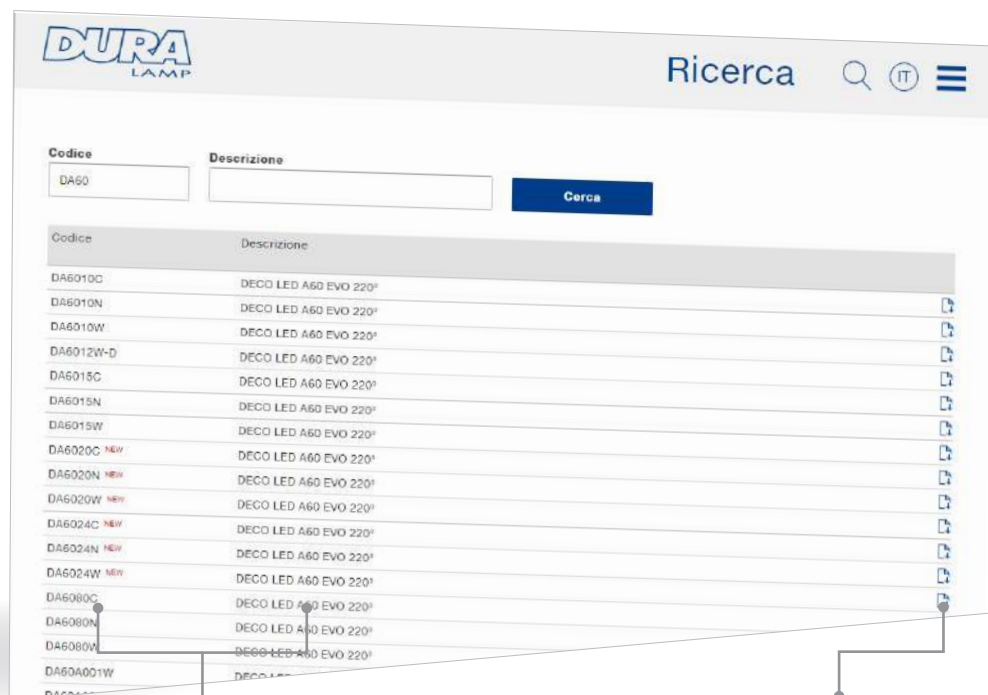 DURA
LAMP
Ricerca IT
Codice Descrizione
DA60 Cerca
Codice Descrizione
DA6010C DECO LED A60 EVO 220°
DA6010N DECO LED A60 EVO 220°
DA6010W DECO LED A60 EVO 220°
DA6012W-D DECO LED A60 EVO 220°
DA6015C DECO LED A60 EVO 220°
DA6015N DECO LED A60 EVO 220°
DA6015W DECO LED A60 EVO 220°
DA6020C NEW DECO LED A60 EVO 220°
DA6020N NEW DECO LED A60 EVO 220°
DA6020W NEW DECO LED A60 EVO 220°
DA6024C NEW DECO LED A60 EVO 220°
DA6024N NEW DECO LED A60 EVO 220°
DA6024W NEW DECO LED A60 EVO 220°
DA6080C DECO LED A60 EVO 220°
DA6080N DECO LED A60 EVO 220°
DA6080W DECO LED A60 EVO 220°
DA60A001W